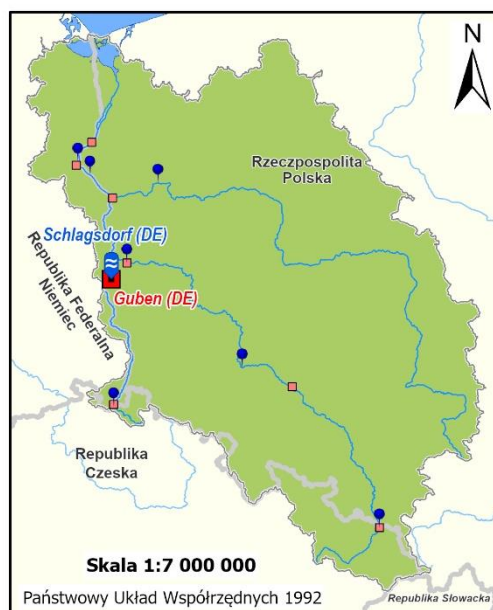 N
Rzeczpospolita
Polska
Schlagsdorf (DE)
Republika Federalna
Niemiec
Guben (DE)
Republika
Czeska
Skala 1:7 000 000
Państwowy Układ Współrzędnych 1992
Republika Słowacka